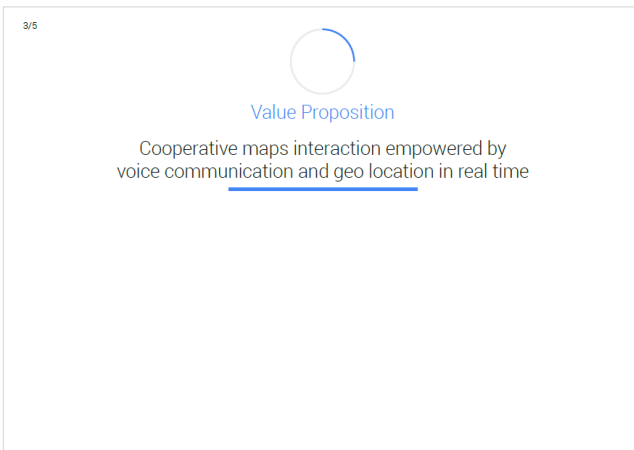 3/5
Value Proposition
Cooperative maps interaction empowered by
voice communication and geo location in real time